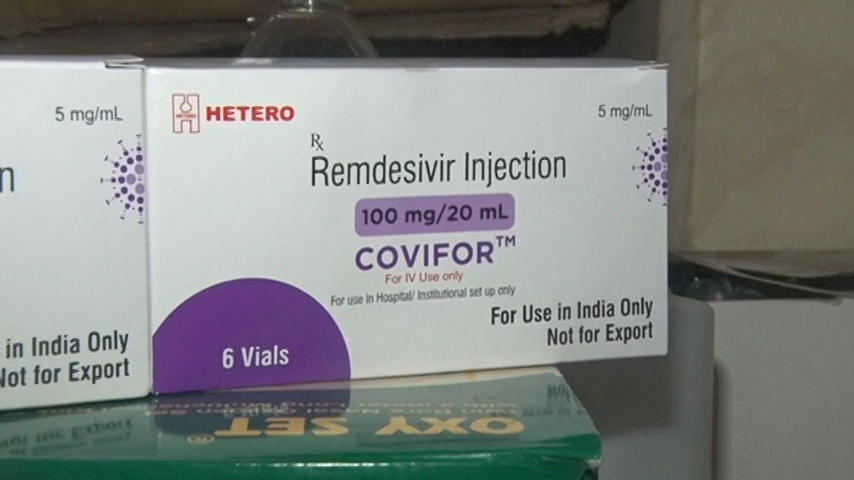 5 mg/mL
n
in India Only
Not for Export
HETERO
5 mg/mL
Rx
Remdesivir Injection
100 mg/20 mL
COVIFOR™
For IV Use only
For use in Hospital/ Institutional set up only
For Use in India Only
Not for Export
6 Vials
OXY SET®